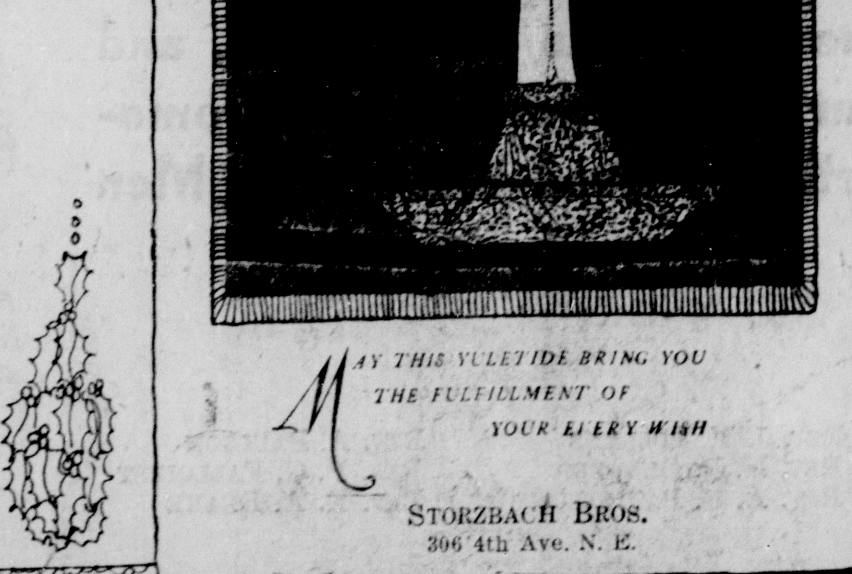 MAY THIS YULETIDE BRING YOU
THE FULFILLMENT OF
YOUR EVERY WISH
STORZBACH BROS.
306 4th Ave. N. E.